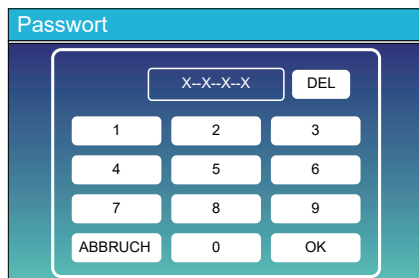 Passwort
X--X--X--X DEL
1 2 3
4 5 6
7 8 9
ABBRUCH 0 OK